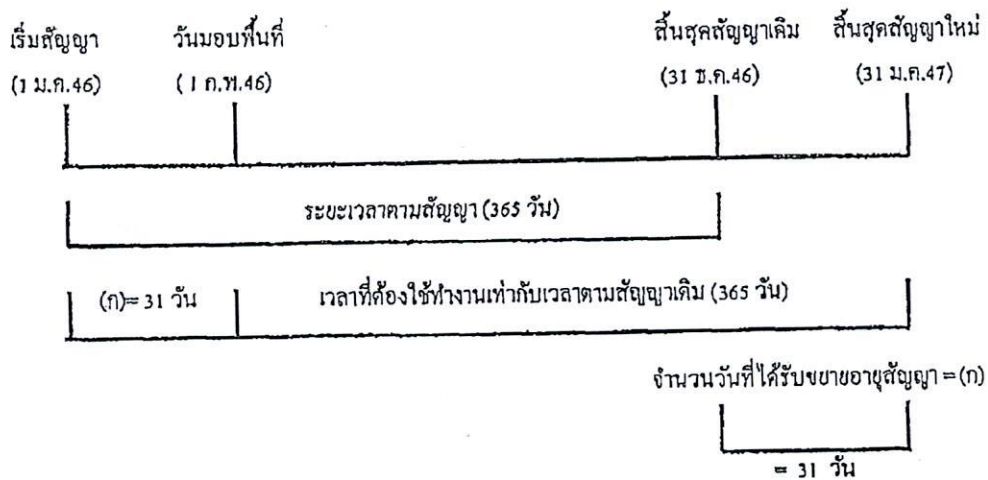 เริ่มสัญญา วันมอบพื้นที่ สิ้นสุดสัญญาเดิม สิ้นสุดสัญญาใหม่
(1 ม.ค.46) (1 ก.พ.46) (31 ธ.ค.46) (31 ม.ค.47)
ระยะเวลาตามสัญญา (365 วัน)
(ก)= 31 วัน เวลาที่ต้องใช้ทำงานเท่ากับเวลาตามสัญญาเดิม (365 วัน)
จำนวนวันที่ได้รับขยายอายุสัญญา = (ก)
= 31 วัน